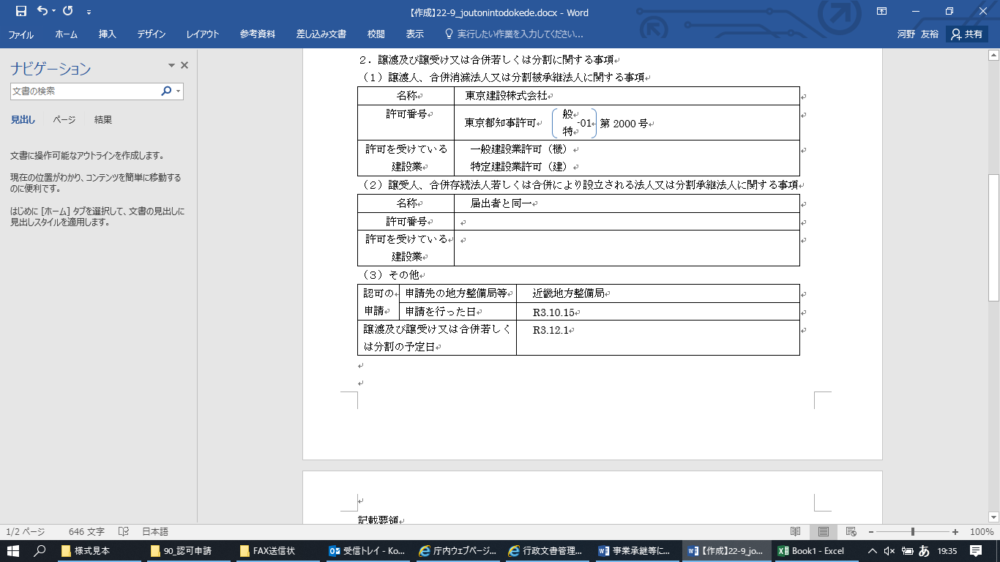 【作成】22-9_joutonintodokede.docx - Word
ファイル ホーム 挿入 デザイン レイアウト 参考資料 差し込み文書 校閲 表示 実行したい作業を入力してください... 河野 友裕 共有
ナビゲーション
文書の検索
見出し ページ 結果
文書に操作可能なアウトラインを作成します。
現在の位置がわかり、コンテンツを簡単に移動する
のに便利です。
はじめに [ホーム] タブを選択して、文書の見出しに
見出しスタイルを適用します。
2．譲渡及び譲受け又は合併若しくは分割に関する事項
（1）譲渡人、合併消滅法人又は分割被承継法人に関する事項
名称 東京建設株式会社
許可番号 東京都知事許可 般 特 -01 第 2000 号
許可を受けている 一般建設業許可（機）
建設業 特定建設業許可（建）
（2）譲受人、合併存続法人若しくは合併により設立される法人又は分割承継法人に関する事項
名称 届出者と同一
許可番号
許可を受けている
建設業
（3）その他
認可の 申請先の地方整備局等 近畿地方整備局
申請 申請を行った日 R3.10.15
譲渡及び譲受け又は合併若しく R3.12.1
は分割の予定日
記載要領
1/2 ページ 646 文字 日本語 100%
様式見本 90_認可申請 FAX送信状 受信トレイ - Ko... 庁内ウェブページ... 行政文書管理... 事業承継等に... 【作成】22-9_jo... Book1 - Excel あ 19:35